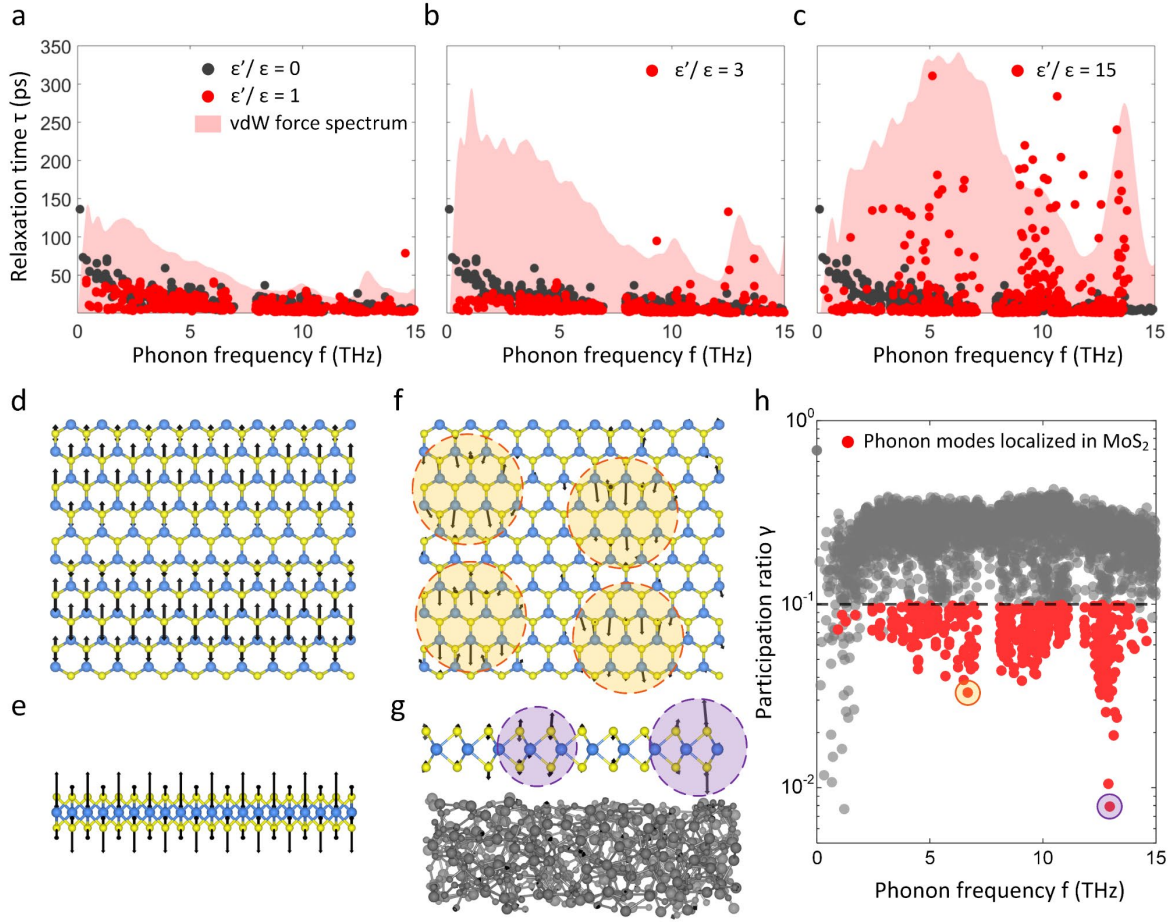 a
b
c
350
300
250
200
150
100
50
Relaxation time τ (ps)
ε'/ ε = 0
ε'/ ε = 1
vdW force spectrum
ε'/ ε = 3
ε'/ ε = 15
0 5 10 15
0 5 10 15
0 5 10 15
Phonon frequency f (THz)
Phonon frequency f (THz)
Phonon frequency f (THz)
d
f
h
e
g
10⁰
10⁻¹
10⁻²
Participation ratio γ
Phonon modes localized in MoS₂
0 5 10 15
Phonon frequency f (THz)